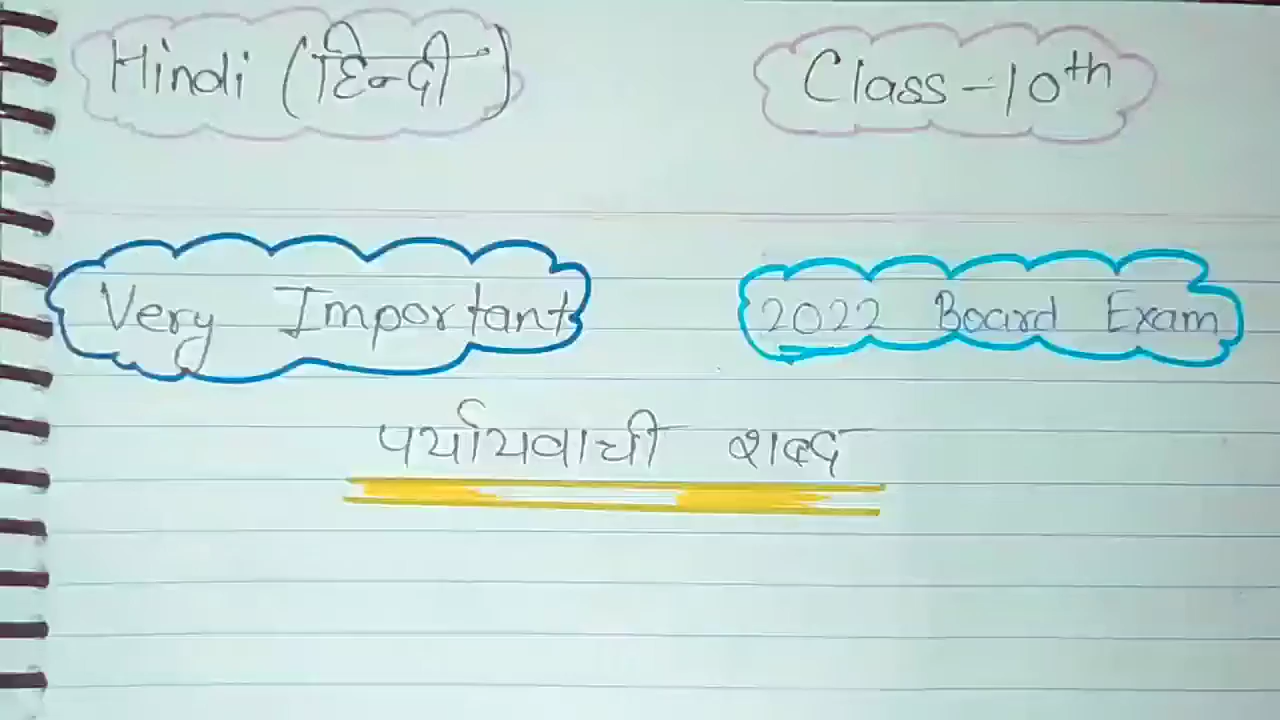 Hindi (हिन्दी)
Class-10th
Very Important
2022 Board Exam
पर्यायवाची शब्द